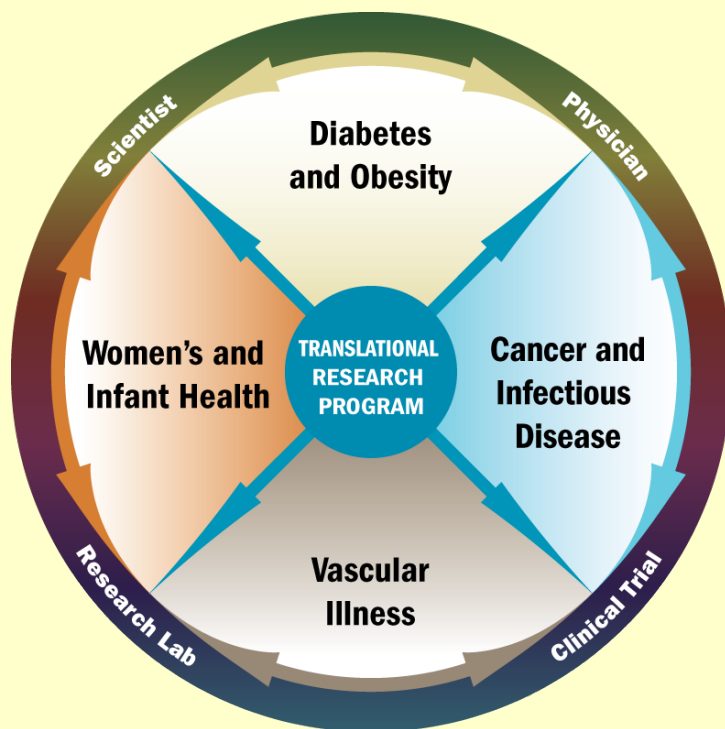 Scientist
Physician
Diabetes
and Obesity
Women's and
Infant Health
TRANSLATIONAL
RESEARCH
PROGRAM
Cancer and
Infectious
Disease
Vascular
Illness
Research Lab
Clinical Trial